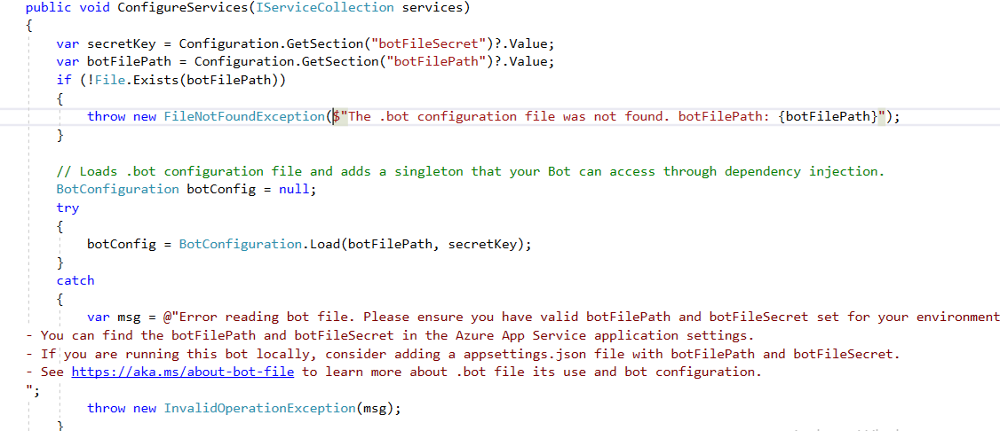 public void ConfigureServices(IServiceCollection services)
{
var secretKey = Configuration.GetSection("botFileSecret")?.Value;
var botFilePath = Configuration.GetSection("botFilePath")?.Value;
if (!File.Exists(botFilePath))
{
throw new FileNotFoundException($"The .bot configuration file was not found. botFilePath: {botFilePath}");
}
// Loads .bot configuration file and adds a singleton that your Bot can access through dependency injection.
BotConfiguration botConfig = null;
try
{
botConfig = BotConfiguration.Load(botFilePath, secretKey);
}
catch
{
var msg = @"Error reading bot file. Please ensure you have valid botFilePath and botFileSecret set for your environment
- You can find the botFilePath and botFileSecret in the Azure App Service application settings.
- If you are running this bot locally, consider adding a appsettings.json file with botFilePath and botFileSecret.
- See https://aka.ms/about-bot-file to learn more about .bot file its use and bot configuration.
";
throw new InvalidOperationException(msg);
}